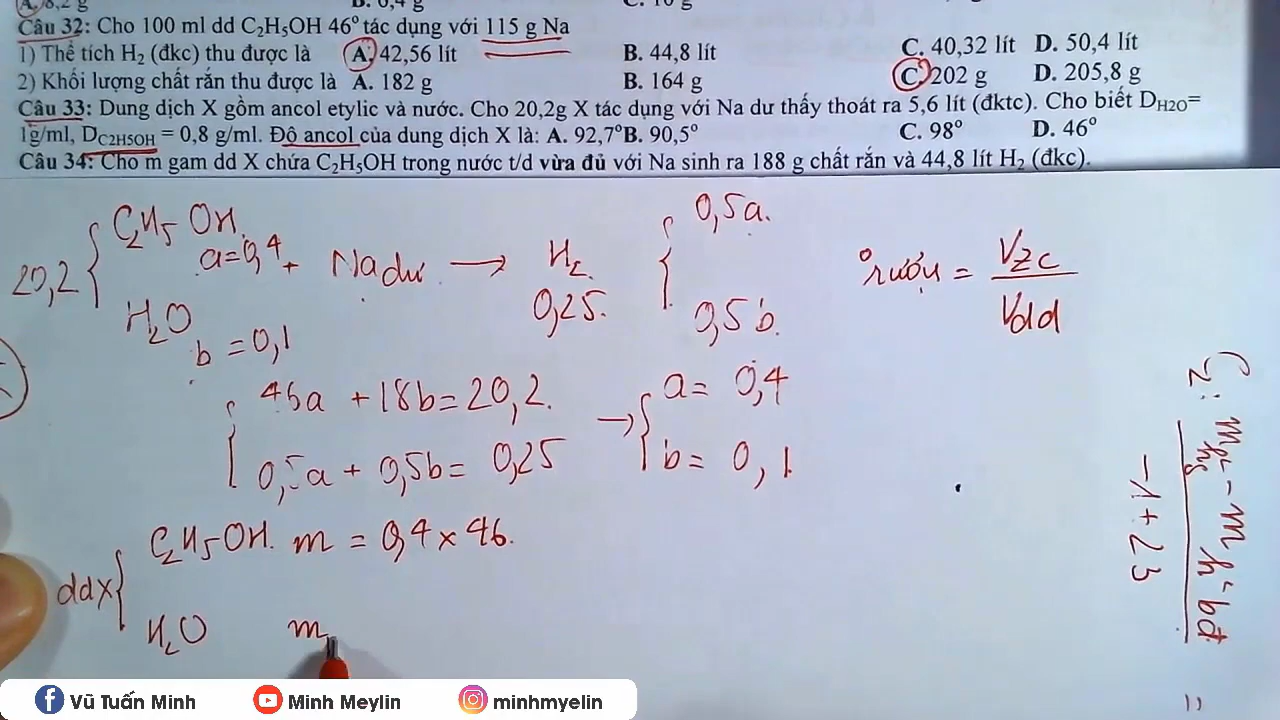 A. 8,2 g B. 6,4 g C. 16 g
Câu 32: Cho 100 ml dd C₂H₅OH 46° tác dụng với 115 g Na
1) Thể tích H₂ (đkc) thu được là A. 42,56 lít B. 44,8 lít C. 40,32 lít D. 50,4 lít
2) Khối lượng chất rắn thu được là A. 182 g B. 164 g C. 202 g D. 205,8 g
Câu 33: Dung dịch X gồm ancol etylic và nước. Cho 20,2g X tác dụng với Na dư thấy thoát ra 5,6 lít (đktc). Cho biết D_H2O=
1g/ml, D_C2H5OH = 0,8 g/ml. Độ ancol của dung dịch X là: A. 92,7°B. 90,5° C. 98° D. 46°
Câu 34: Cho m gam dd X chứa C₂H₅OH trong nước t/d vừa đủ với Na sinh ra 188 g chất rắn và 44,8 lít H₂ (đkc).
C₂H₅OH 0,5a.
a=0,4
20,2 + Na dư → H₂ °rượu = Vzc / Vdd
0,25.
H₂O 0,5b.
b = 0,1
46a + 18b = 20,2. → a = 0,4
0,5a + 0,5b = 0,25 b = 0,1
C₂H₅OH. m = 0,4 x 46.
ddX
H₂O m